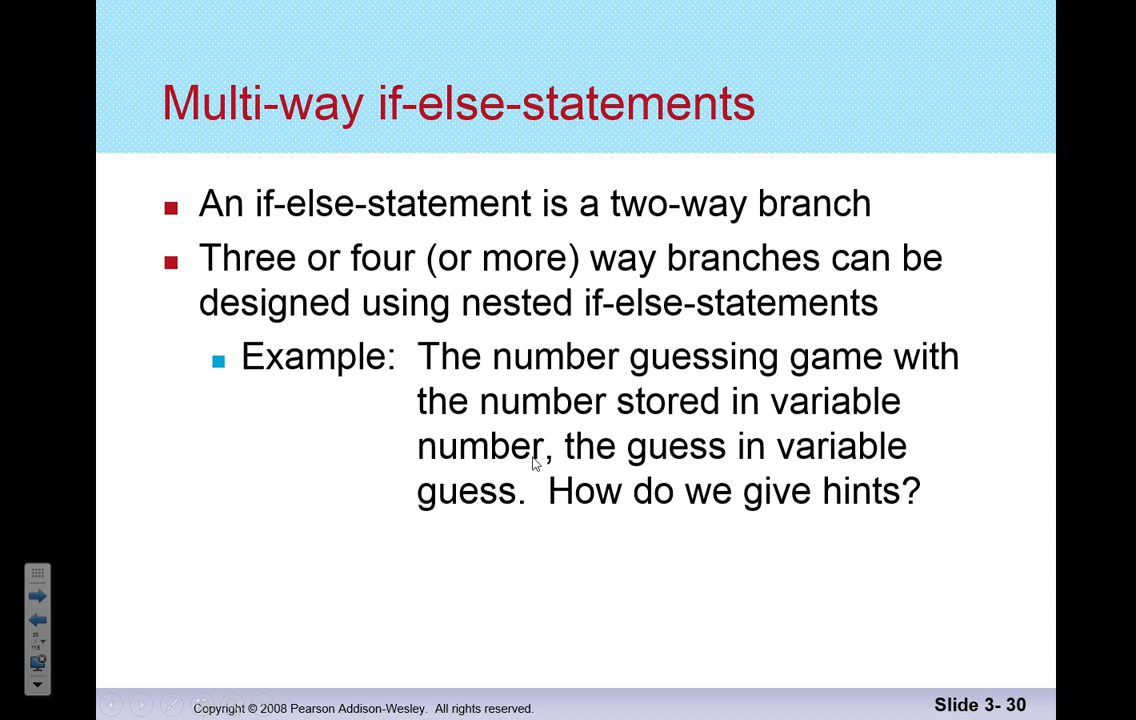 Multi-way if-else-statements
An if-else-statement is a two-way branch
Three or four (or more) way branches can be
designed using nested if-else-statements
Example: The number guessing game with
the number stored in variable
number, the guess in variable
guess. How do we give hints?
30
/
116
Copyright © 2008 Pearson Addison-Wesley. All rights reserved.
Slide 3- 30